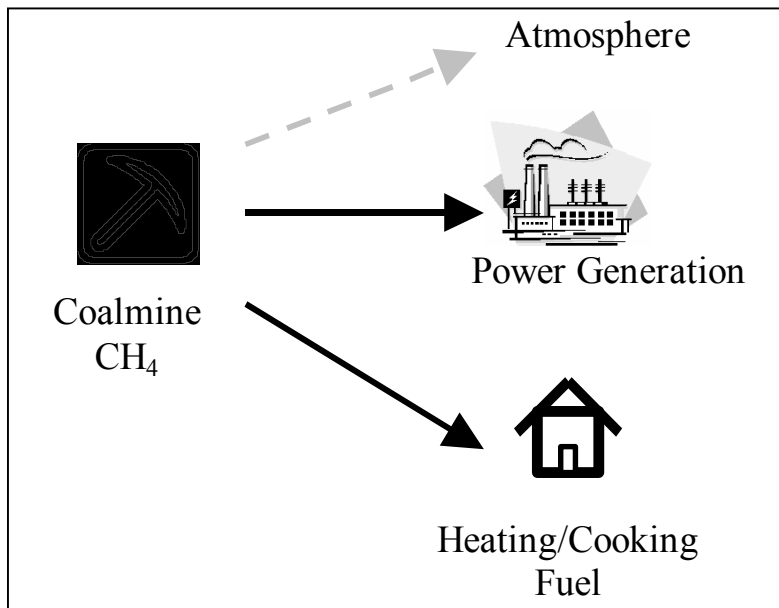 Atmosphere
Power Generation
Coalmine
CH₄
Heating/Cooking
Fuel